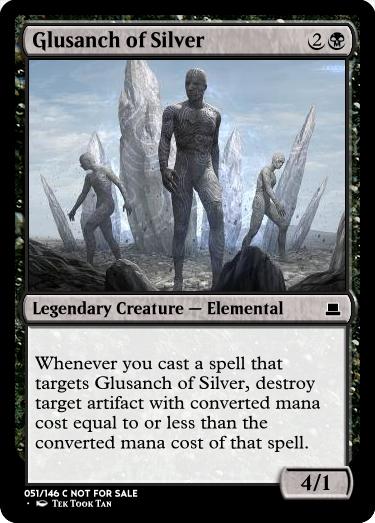 Glusanch of Silver 2
Legendary Creature — Elemental
Whenever you cast a spell that
targets Glusanch of Silver, destroy
target artifact with converted mana
cost equal to or less than the
converted mana cost of that spell.
4/1
051/146 C NOT FOR SALE
· Tek Took Tan